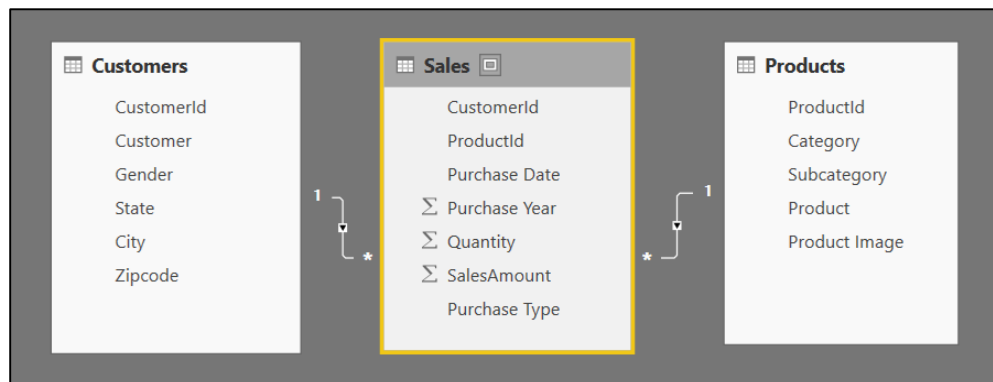 Customers
CustomerId
Customer
Gender
State
City
Zipcode
1
*
Sales
CustomerId
ProductId
Purchase Date
Σ Purchase Year
Σ Quantity
Σ SalesAmount
Purchase Type
*
1
Products
ProductId
Category
Subcategory
Product
Product Image